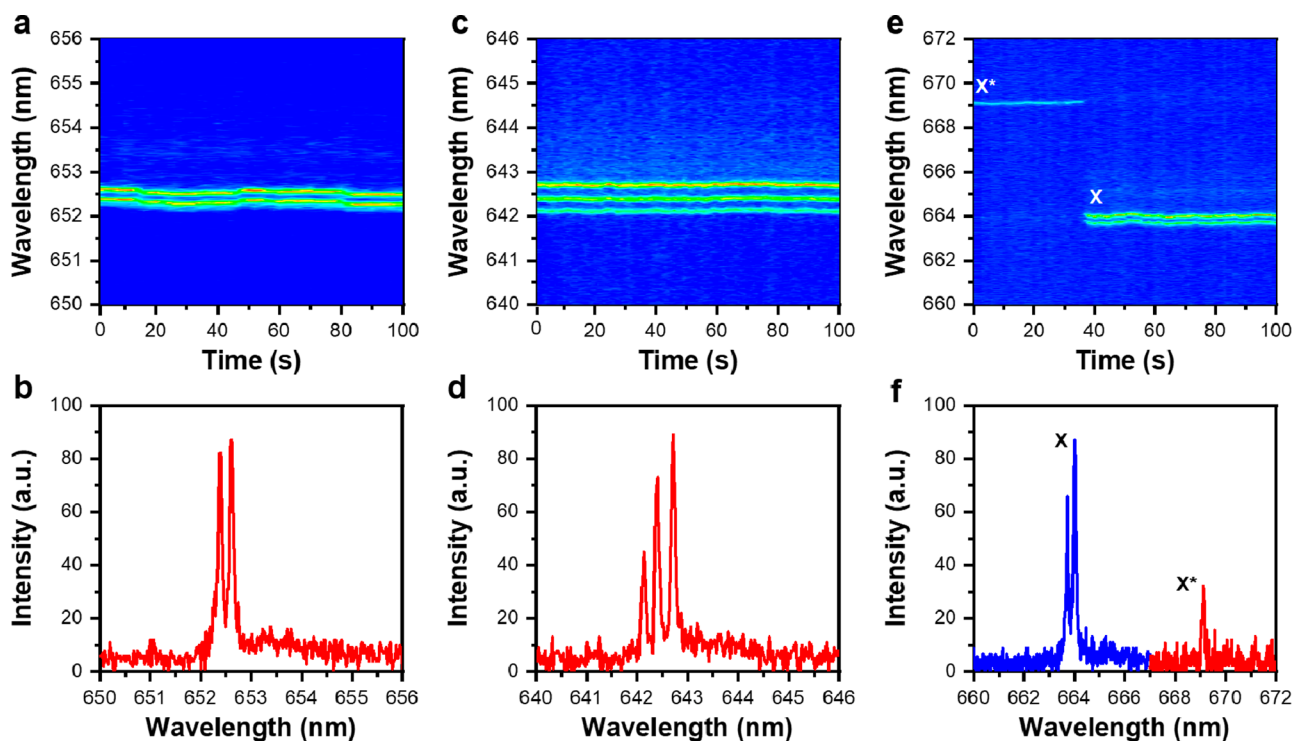 a
656
655
654
653
652
651
650
Wavelength (nm)
0 20 40 60 80 100
Time (s)
c
646
645
644
643
642
641
640
Wavelength (nm)
0 20 40 60 80 100
Time (s)
e
672
670
668
666
664
662
660
Wavelength (nm)
X*
X
0 20 40 60 80 100
Time (s)
b
100
80
60
40
20
0
Intensity (a.u.)
650 651 652 653 654 655 656
Wavelength (nm)
d
100
80
60
40
20
0
Intensity (a.u.)
640 641 642 643 644 645 646
Wavelength (nm)
f
100
80
60
40
20
0
Intensity (a.u.)
X
X*
660 662 664 666 668 670 672
Wavelength (nm)